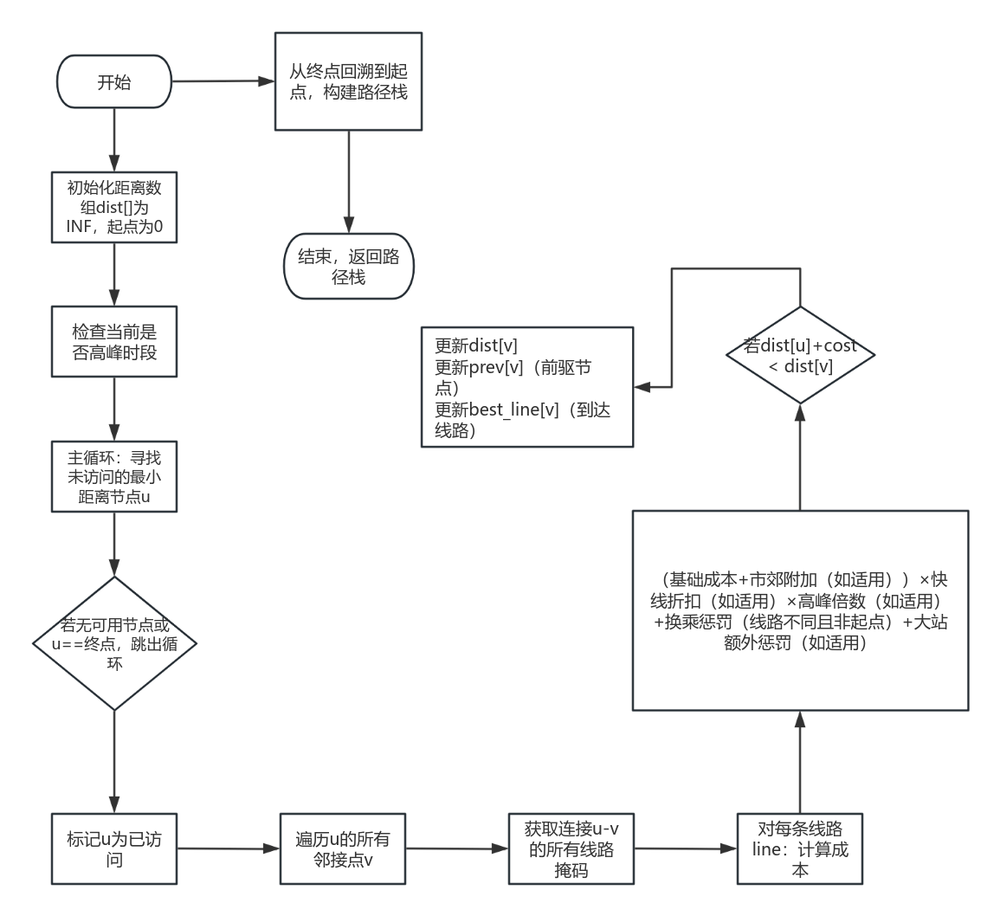 开始
从终点回溯到起
点，构建路径栈
初始化距离数
组dist[]为
INF，起点为0
结束，返回路
径栈
检查当前是
否高峰时段
更新dist[v]
更新prev[v]（前驱节
点）
更新best_line[v]（到达
线路）
若dist[u]+cost
< dist[v]
主循环：寻找
未访问的最小
距离节点u
若无可用节点或
u==终点，跳出循
环
（基础成本+市郊附加（如适用））×快
线折扣（如适用）×高峰倍数（如适用）
+换乘惩罚（线路不同且非起点）+大站
额外惩罚（如适用）
标记u为已访
问
遍历u的所有
邻接点v
获取连接u-v
的所有线路
掩码
对每条线路
line：计算成
本